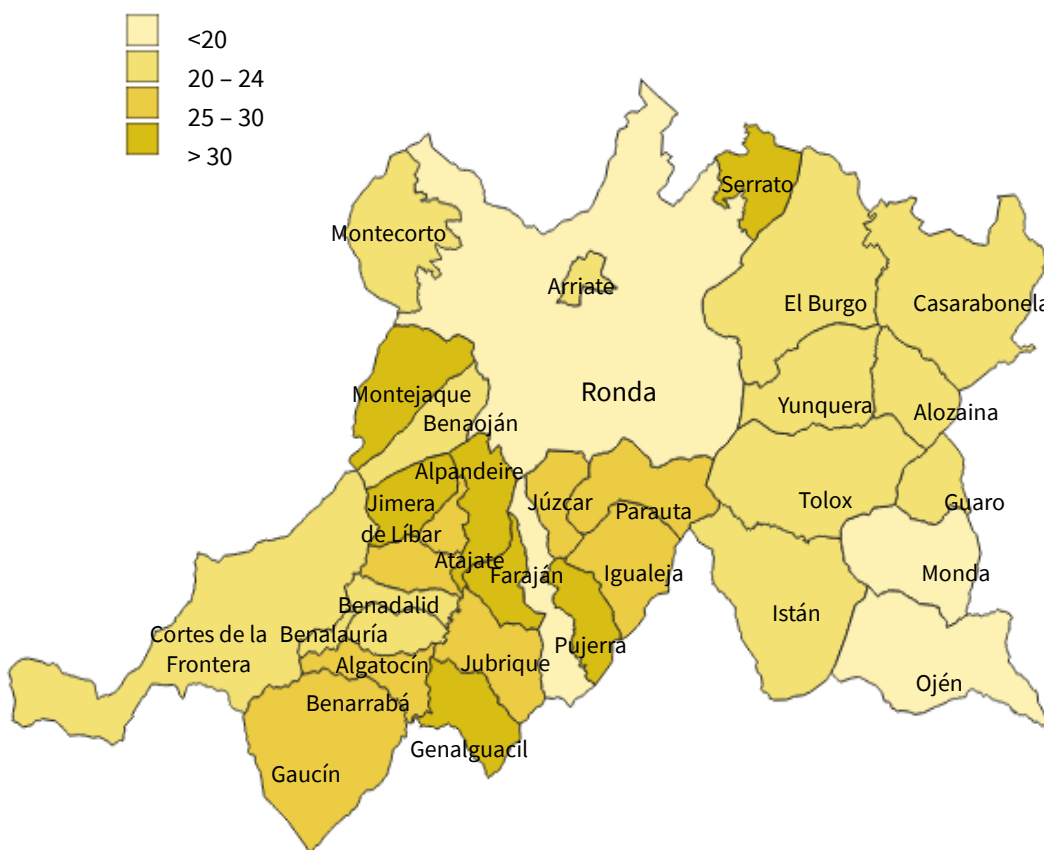 <20
20 – 24
25 – 30
> 30
Serrato
Montecorto
Arriate
El Burgo
Casarabonela
Ronda
Montejaque
Yunquera
Alozaina
Benaoján
Alpandeire
Jimera
de Líbar
Júzcar
Parauta
Tolox
Guaro
Atajate
Faraján
Igualeja
Monda
Benadalid
Istán
Cortes de la
Frontera
Benalauría
Algatocín
Jubrique
Pujerra
Ojén
Benarrabá
Genalguacil
Gaucín